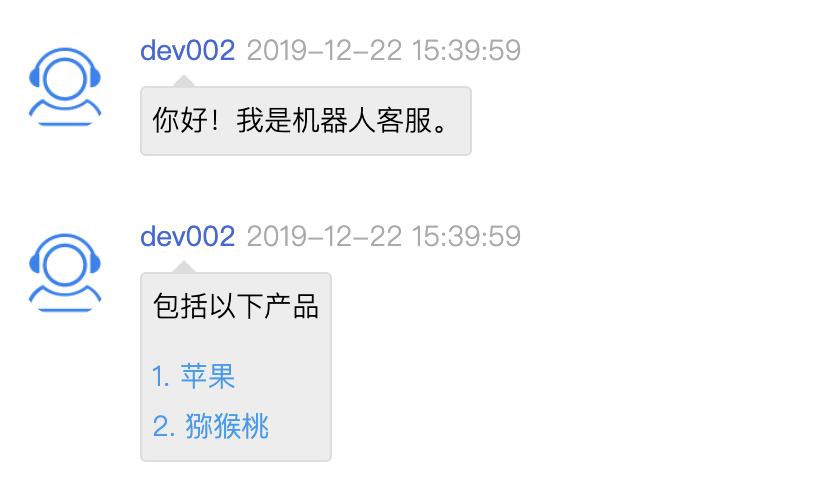 dev002 2019-12-22 15:39:59
你好！我是机器人客服。
dev002 2019-12-22 15:39:59
包括以下产品
1. 苹果
2. 猕猴桃